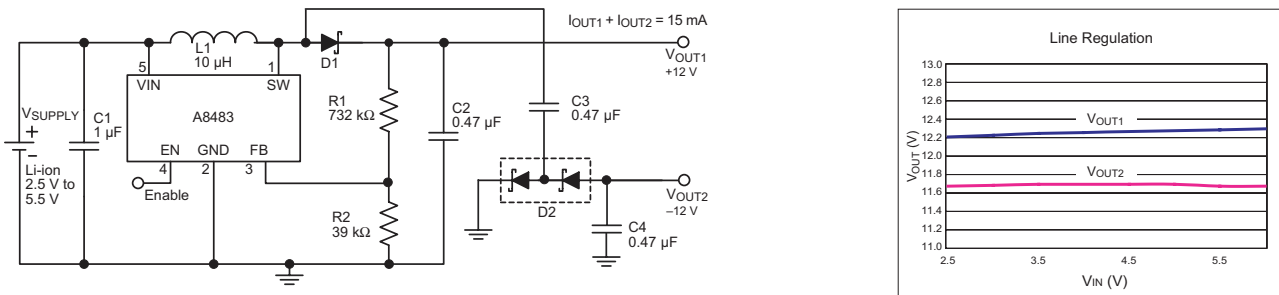 IOUT1 + IOUT2 = 15 mA
L1
10 µH
D1
VOUT1
+12 V
5
VIN
1
SW
A8483
EN
4
GND
2
FB
3
Enable
VSUPPLY
+
–
Li-ion
2.5 V to
5.5 V
C1
1 µF
R1
732 kΩ
R2
39 kΩ
C2
0.47 µF
C3
0.47 µF
D2
VOUT2
–12 V
C4
0.47 µF
Line Regulation
VOUT (V)
13.0
12.8
12.6
12.4
12.2
12.0
11.8
11.6
11.4
11.2
11.0
VOUT1
VOUT2
2.5
3.5
4.5
5.5
VIN (V)